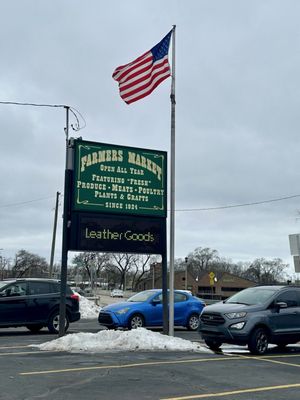 FARMERS MARKET
OPEN ALL YEAR
FEATURING "FRESH"
PRODUCE - MEATS - POULTRY
PLANTS & CRAFTS
SINCE 1924
Leather Goods